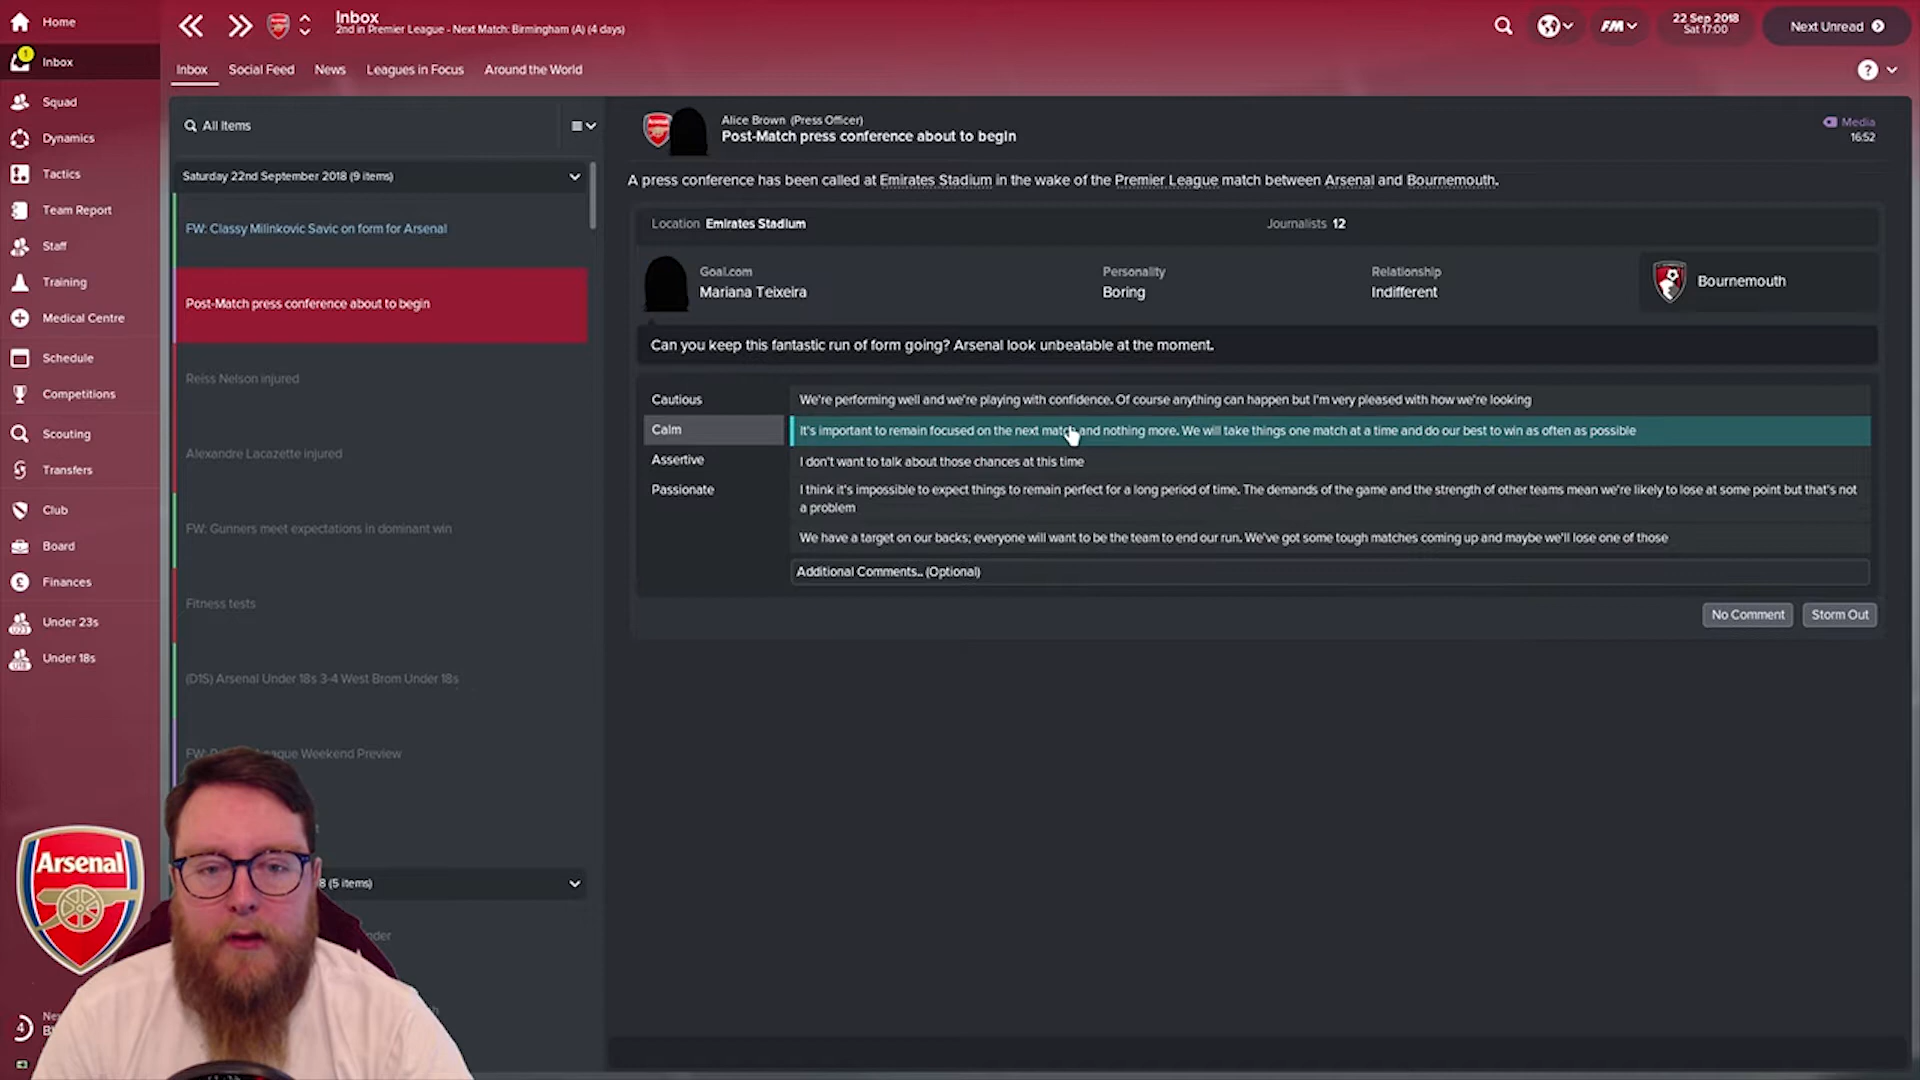 Home
Inbox
1
Squad
Dynamics
Tactics
Team Report
Staff
Training
Medical Centre
Schedule
Competitions
Scouting
Transfers
Club
Board
Finances
Under 23s
Under 18s
Inbox
2nd in Premier League - Next Match: Birmingham (A) (4 days)
FM
22 Sep 2018
Sat 17:00
Next Unread
Inbox
Social Feed
News
Leagues in Focus
Around the World
?
All Items
Saturday 22nd September 2018 (9 items)
FW: Classy Milinkovic Savic on form for Arsenal
Post-Match press conference about to begin
Reiss Nelson injured
Alexandre Lacazette injured
FW: Gunners meet expectations in dominant win
Fitness tests
(D1S) Arsenal Under 18s 3-4 West Brom Under 18s
Weekend Preview
8 (5 items)
Arsenal
4
Alice Brown (Press Officer)
Post-Match press conference about to begin
Media
16:52
A press conference has been called at Emirates Stadium in the wake of the Premier League match between Arsenal and Bournemouth.
Location Emirates Stadium
Journalists 12
Goal.com
Mariana Teixeira
Personality
Boring
Relationship
Indifferent
Bournemouth
Can you keep this fantastic run of form going? Arsenal look unbeatable at the moment.
Cautious
Calm
Assertive
Passionate
We're performing well and we're playing with confidence. Of course anything can happen but I'm very pleased with how we're looking
It's important to remain focused on the next match and nothing more. We will take things one match at a time and do our best to win as often as possible
I don't want to talk about those chances at this time
I think it's impossible to expect things to remain perfect for a long period of time. The demands of the game and the strength of other teams mean we're likely to lose at some point but that's not
a problem
We have a target on our backs; everyone will want to be the team to end our run. We've got some tough matches coming up and maybe we'll lose one of those
Additional Comments.. (Optional)
No Comment
Storm Out